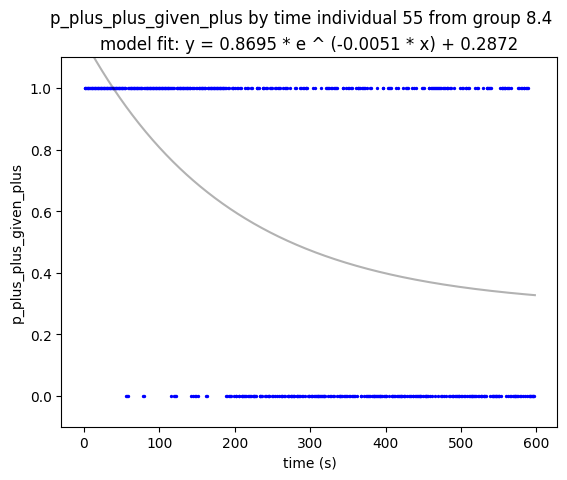 p_plus_plus_given_plus by time individual 55 from group 8.4
model fit: y = 0.8695 * e ^ (-0.0051 * x) + 0.2872
p_plus_plus_given_plus
1.0
0.8
0.6
0.4
0.2
0.0
0 100 200 300 400 500 600
time (s)